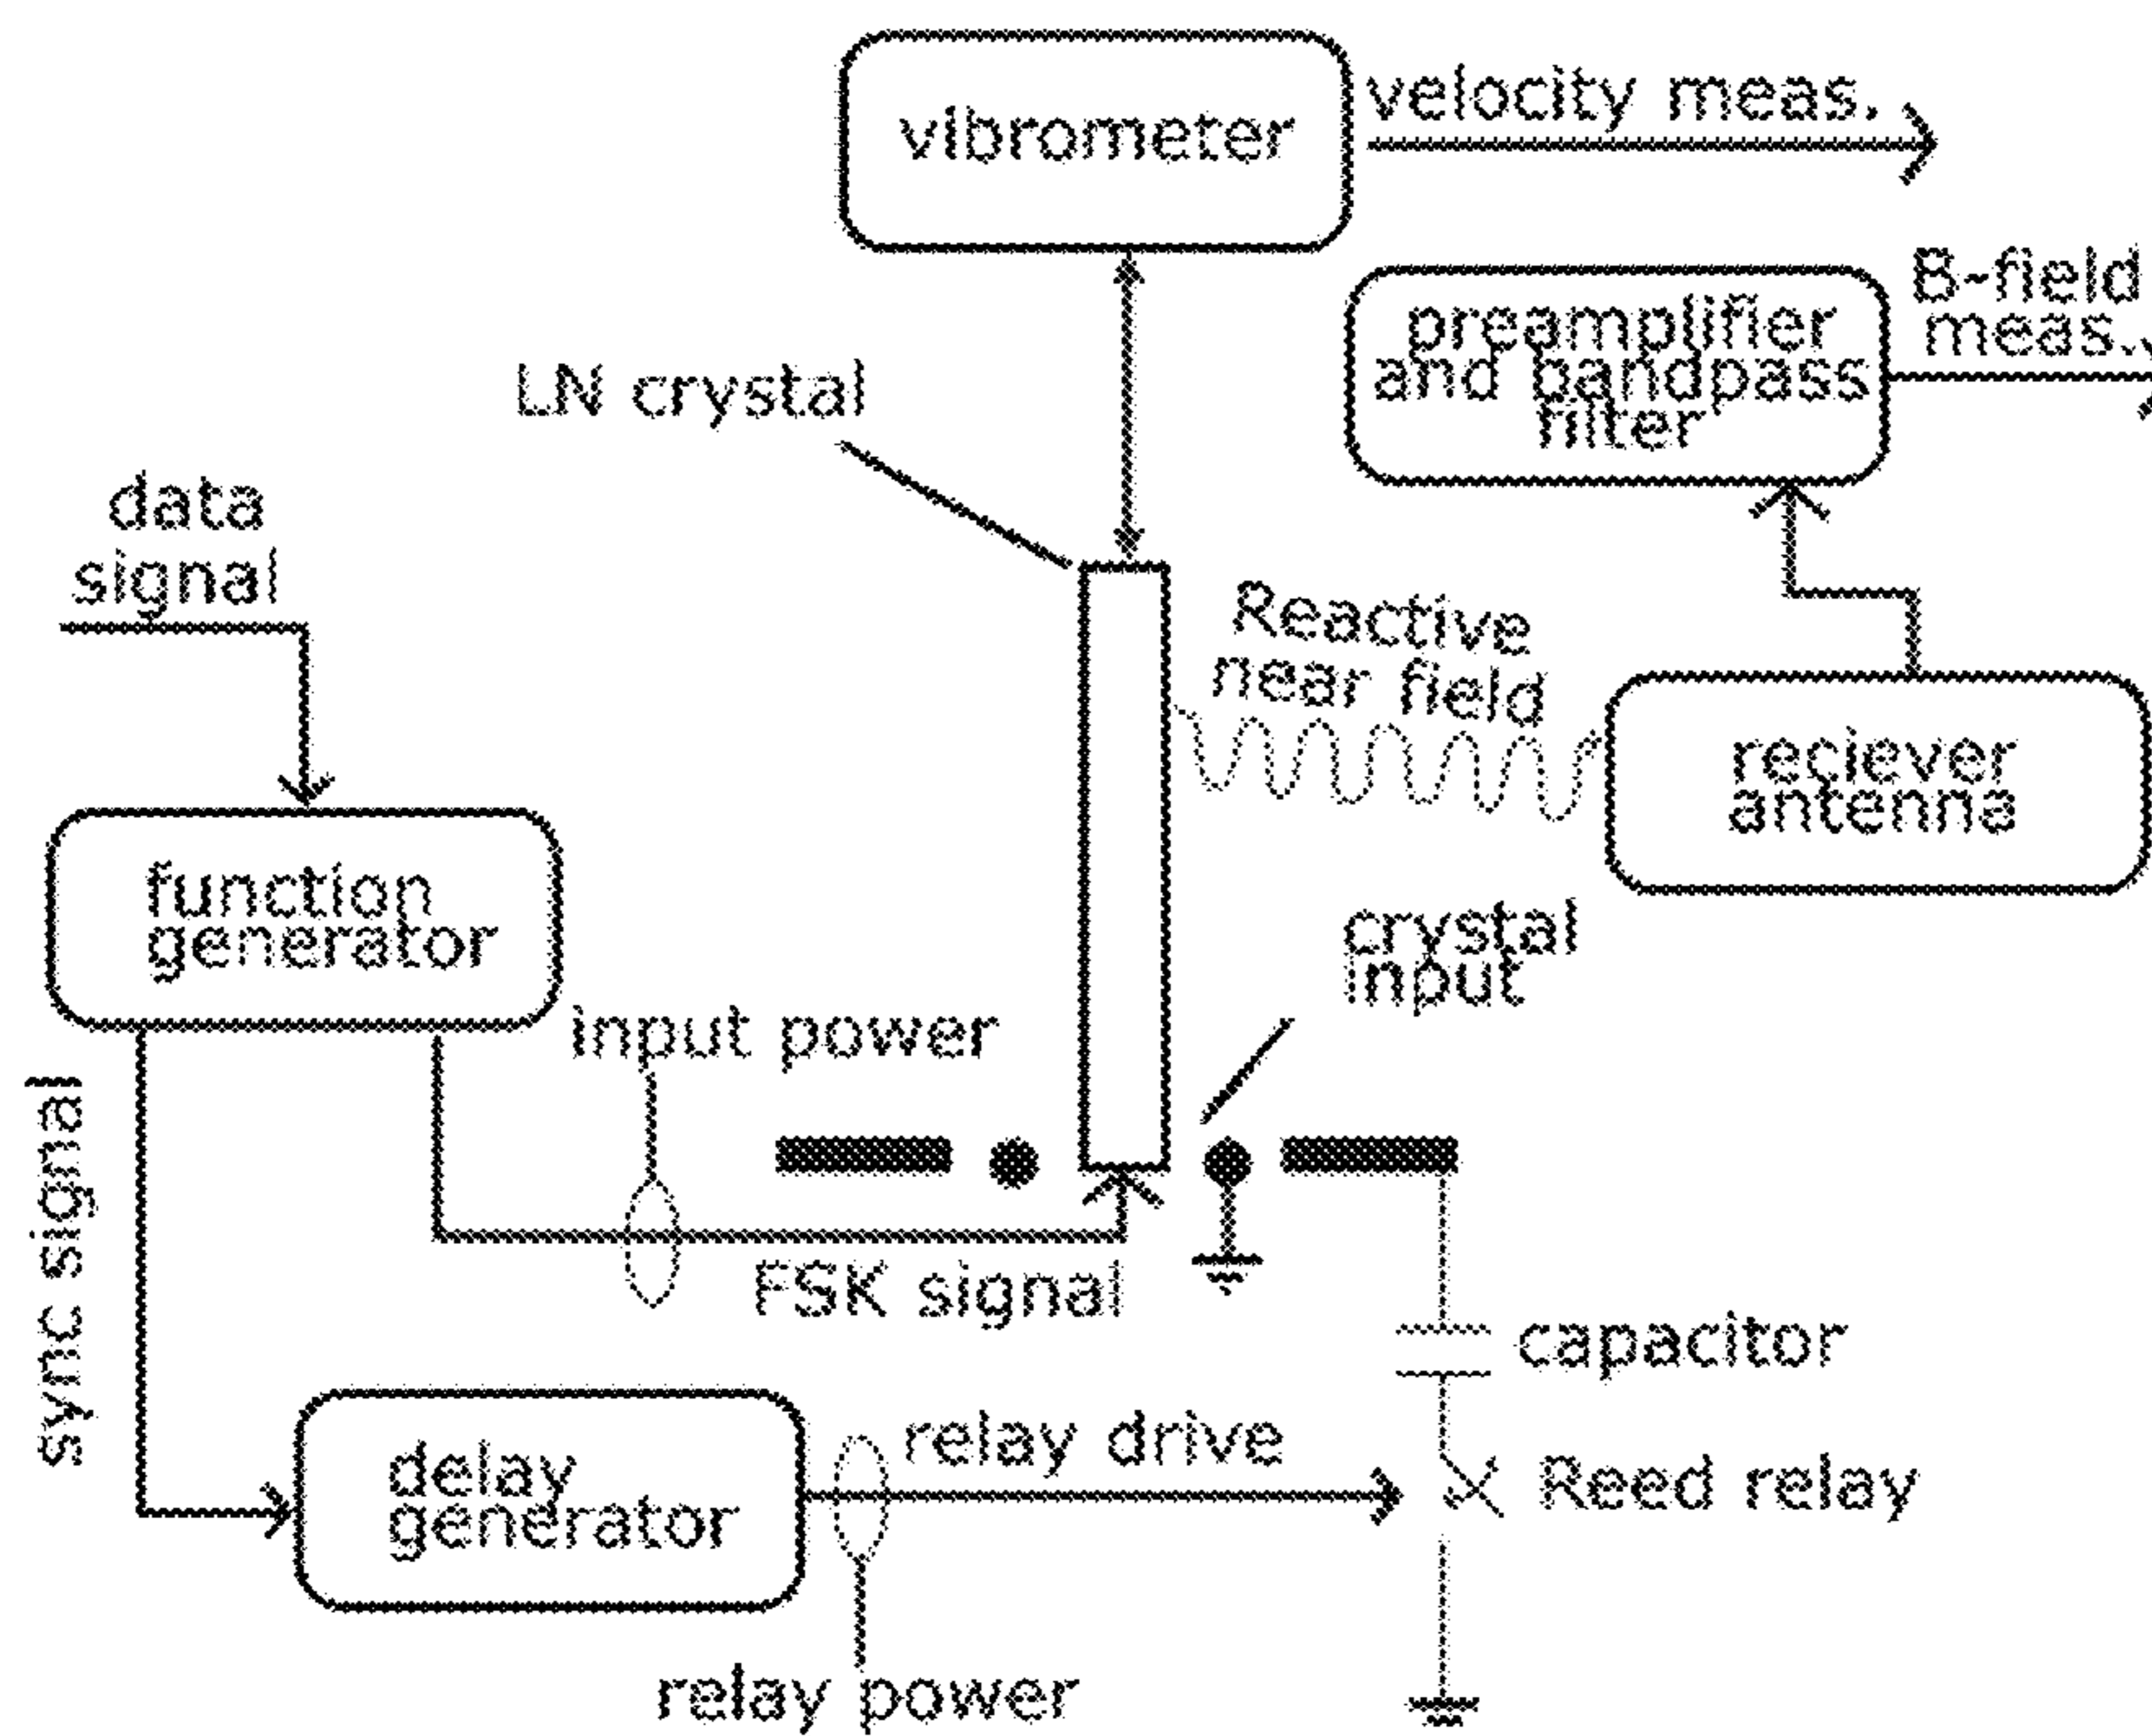 vibrometer
velocity meas.
B-field
meas.
preamplifier
and bandpass
filter
LN crystal
data
signal
Reactive
near field
reciever
antenna
function
generator
crystal
input
input power
sync signal
FSK signal
capacitor
relay drive
delay
generator
Reed relay
relay power